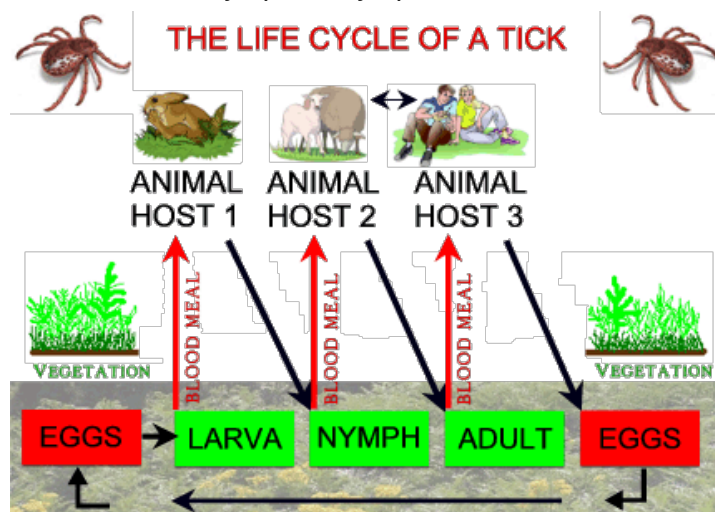 THE LIFE CYCLE OF A TICK
ANIMAL
HOST 1
ANIMAL
HOST 2
ANIMAL
HOST 3
BLOOD MEAL
BLOOD MEAL
BLOOD MEAL
VEGETATION
VEGETATION
EGGS
LARVA
NYMPH
ADULT
EGGS